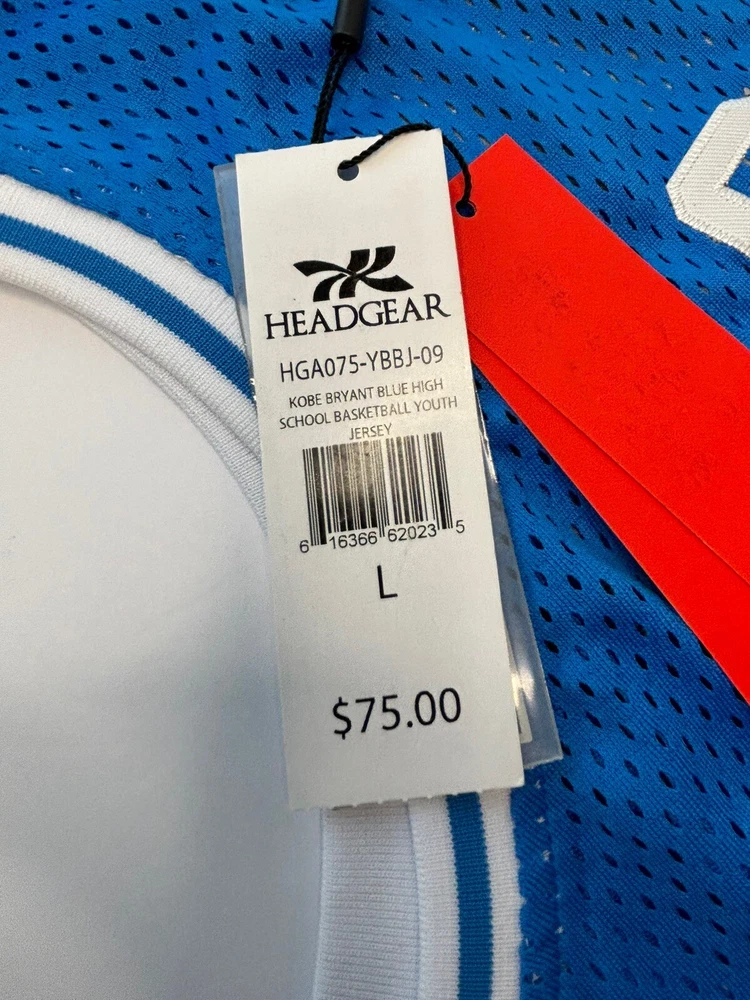 HEADGEAR
HGA075-YBBJ-09
KOBE BRYANT BLUE HIGH
SCHOOL BASKETBALL YOUTH
JERSEY
6 16366 62023 5
L
$75.00